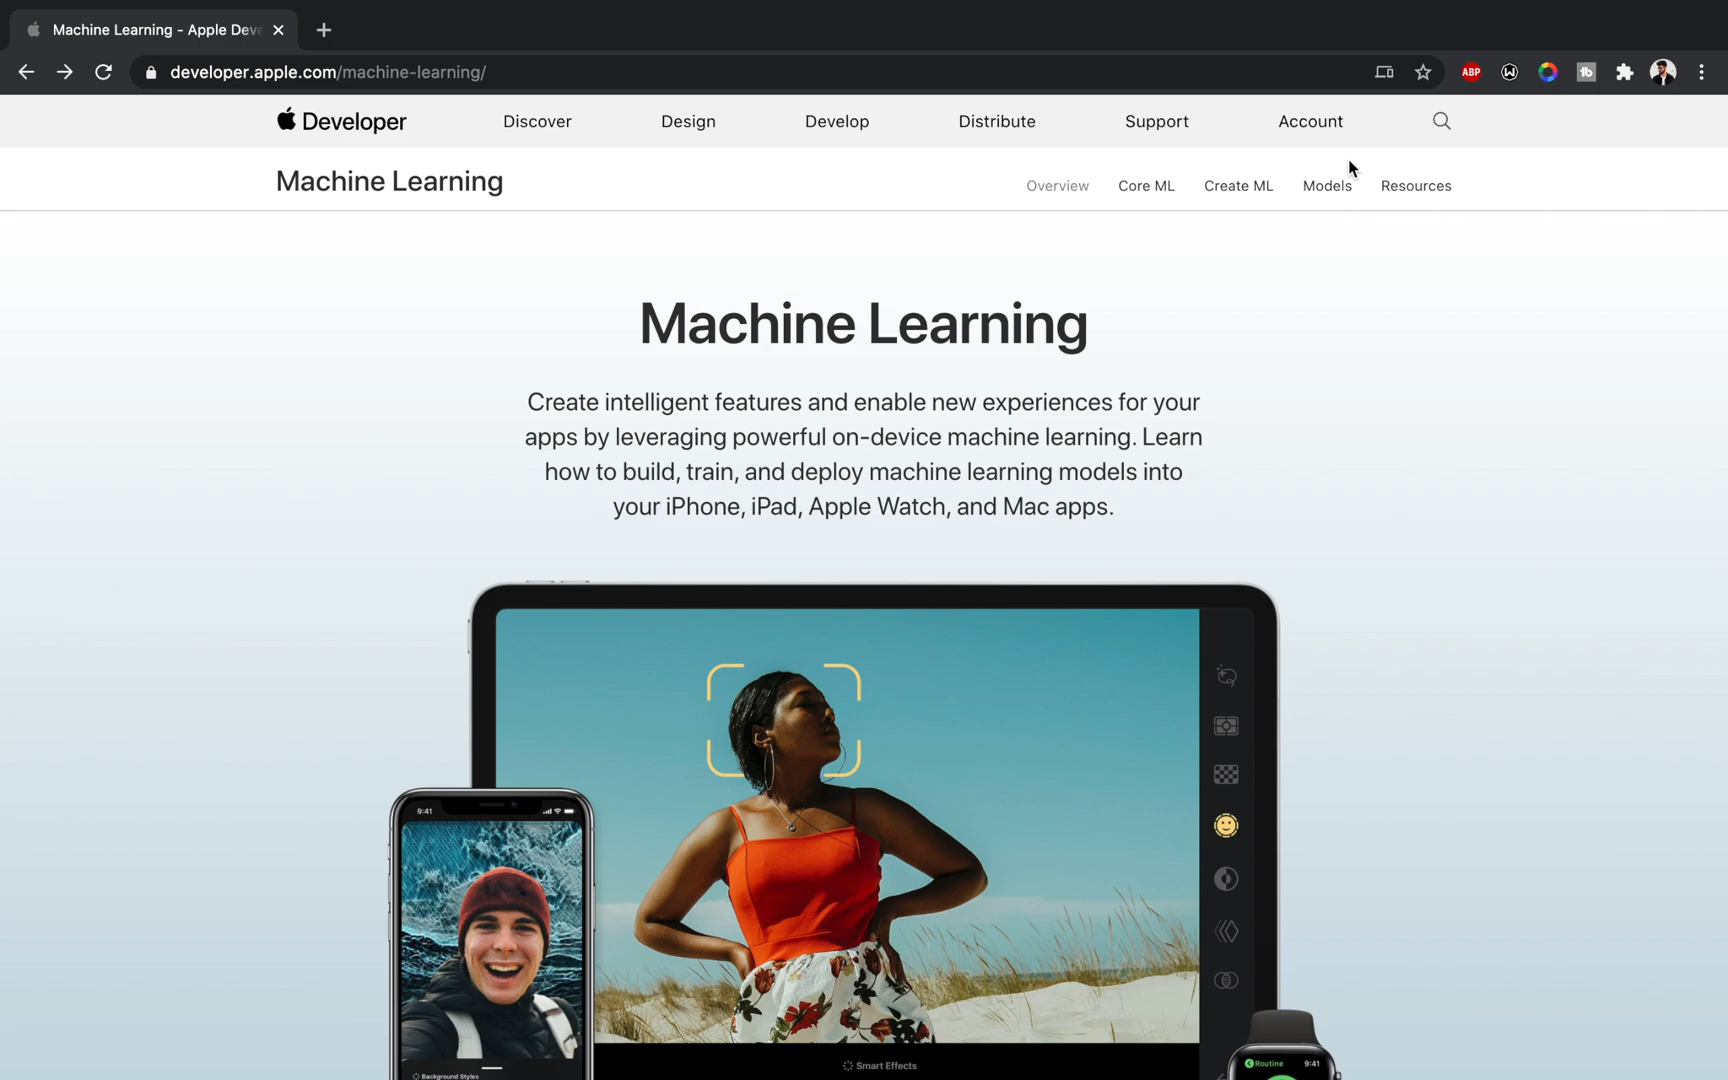 Machine Learning - Apple Deve
developer.apple.com/machine-learning/
ABP
tb
Developer
Discover
Design
Develop
Distribute
Support
Account
Machine Learning
Overview
Core ML
Create ML
Models
Resources
Machine Learning
Create intelligent features and enable new experiences for your
apps by leveraging powerful on-device machine learning. Learn
how to build, train, and deploy machine learning models into
your iPhone, iPad, Apple Watch, and Mac apps.
9:41
Smart Effects
Background Styles
Routine
9:41